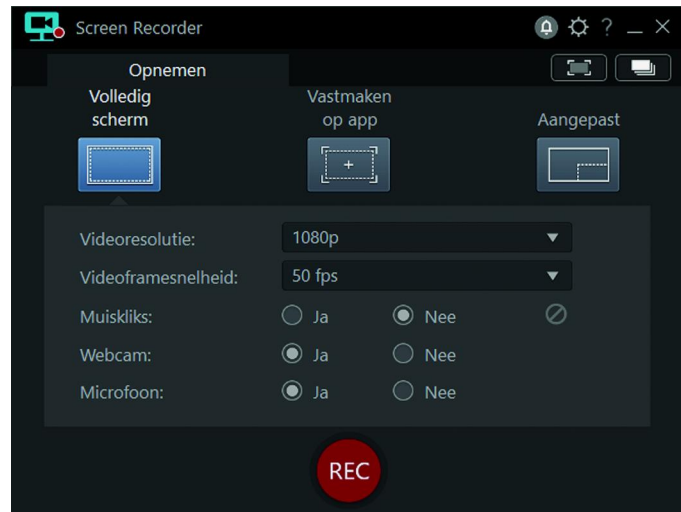 Screen Recorder
?
Opnemen
Volledig
scherm
Vastmaken
op app
Aangepast
Videoresolutie:
1080p
Videoframesnelheid:
50 fps
Muiskliks:
Ja
Nee
Webcam:
Ja
Nee
Microfoon:
Ja
Nee
REC